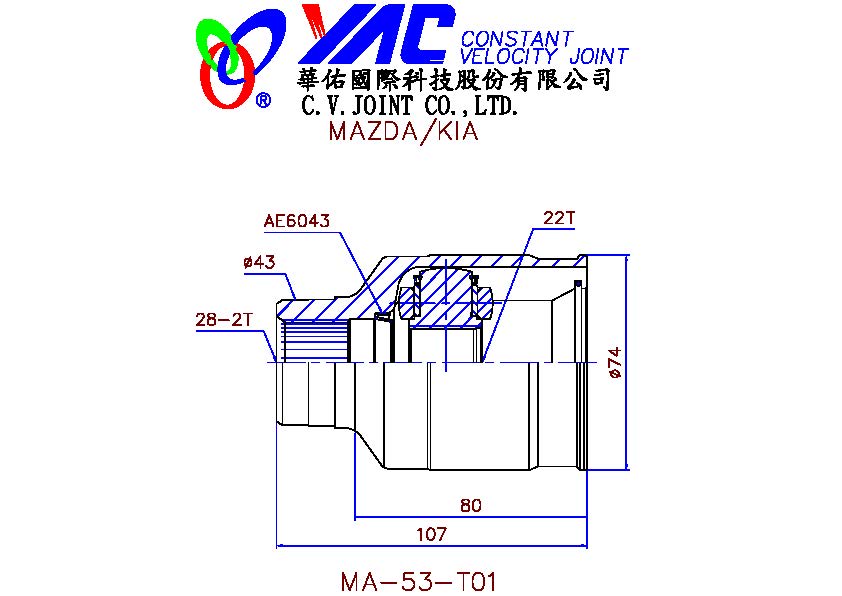 YAC CONSTANT
VELOCITY JOINT
®
華佑國際科技股份有限公司
C.V.JOINT CO.,LTD.
MAZDA/KIA
AE6043
22T
ø43
28-2T
ø74
80
107
MA-53-T01